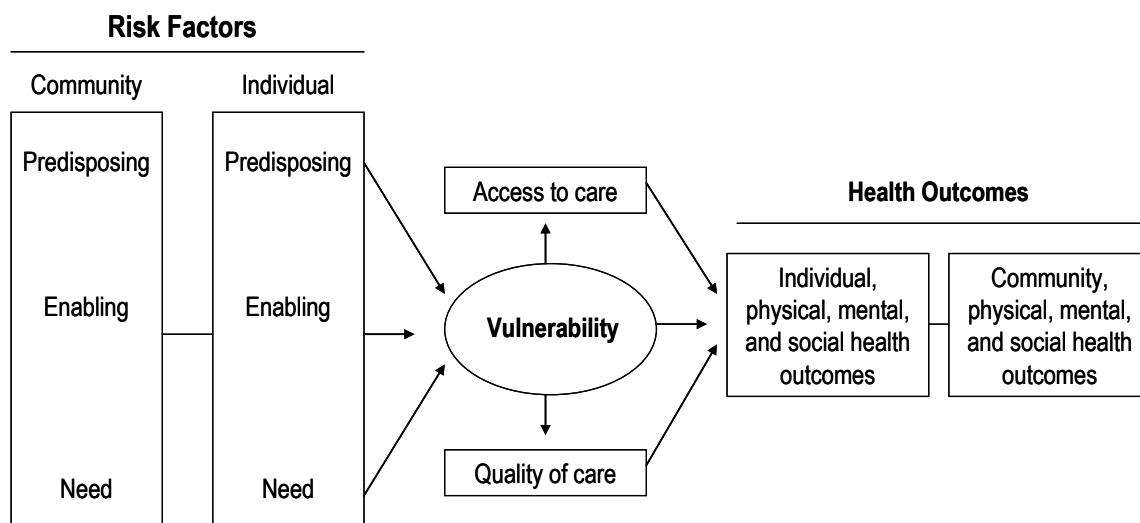 Risk Factors
Community
Individual
Predisposing
Enabling
Need
Predisposing
Enabling
Need
Access to care
Vulnerability
Quality of care
Health Outcomes
Individual,
physical, mental,
and social health
outcomes
Community,
physical, mental,
and social health
outcomes